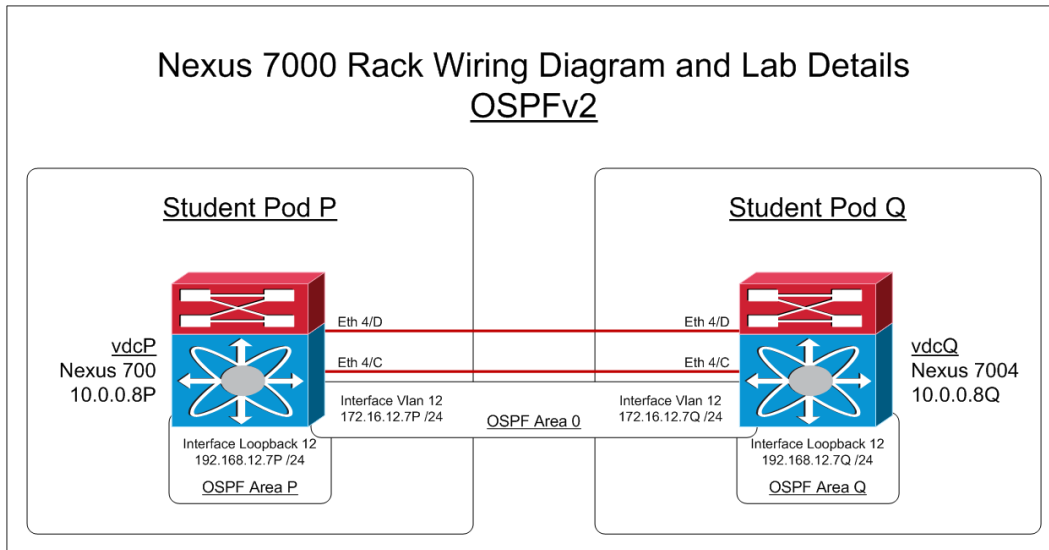 Nexus 7000 Rack Wiring Diagram and Lab Details
OSPFv2
Student Pod P
Student Pod Q
Eth 4/D
Eth 4/D
vdcP
Nexus 700
10.0.0.8P
Eth 4/C
Eth 4/C
vdcQ
Nexus 7004
10.0.0.8Q
Interface Vlan 12
172.16.12.7P /24
OSPF Area 0
Interface Vlan 12
172.16.12.7Q /24
Interface Loopback 12
192.168.12.7P /24
OSPF Area P
Interface Loopback 12
192.168.12.7Q /24
OSPF Area Q